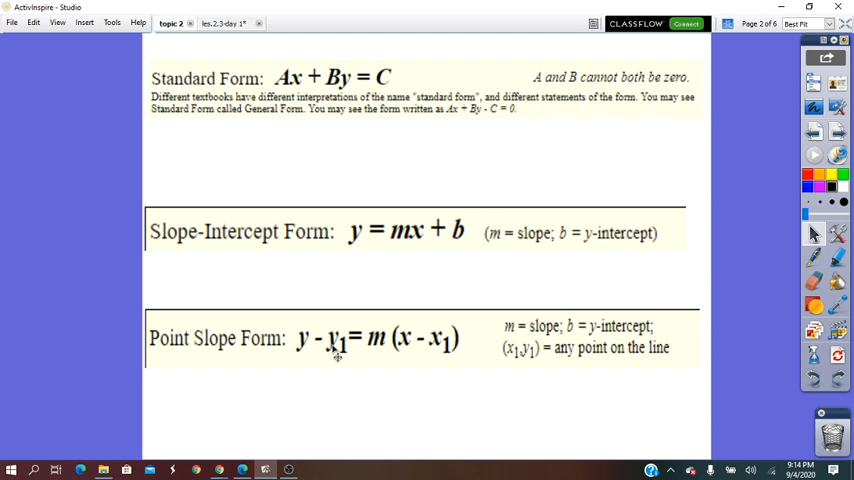 ActivInspire - Studio
File Edit View Insert Tools Help
topic 2
les.2.3-day 1*
CLASSFLOW Connect
Page 2 of 6
Best Fit
Standard Form: Ax + By = C
A and B cannot both be zero.
Different textbooks have different interpretations of the name "standard form", and different statements of the form. You may see
Standard Form called General Form. You may see the form written as Ax + By - C = 0.
Slope-Intercept Form: y = mx + b (m = slope; b = y-intercept)
Point Slope Form: y - y₁= m (x - x₁)
m = slope; b = y-intercept;
(x₁,y₁) = any point on the line
9:14 PM
9/4/2020